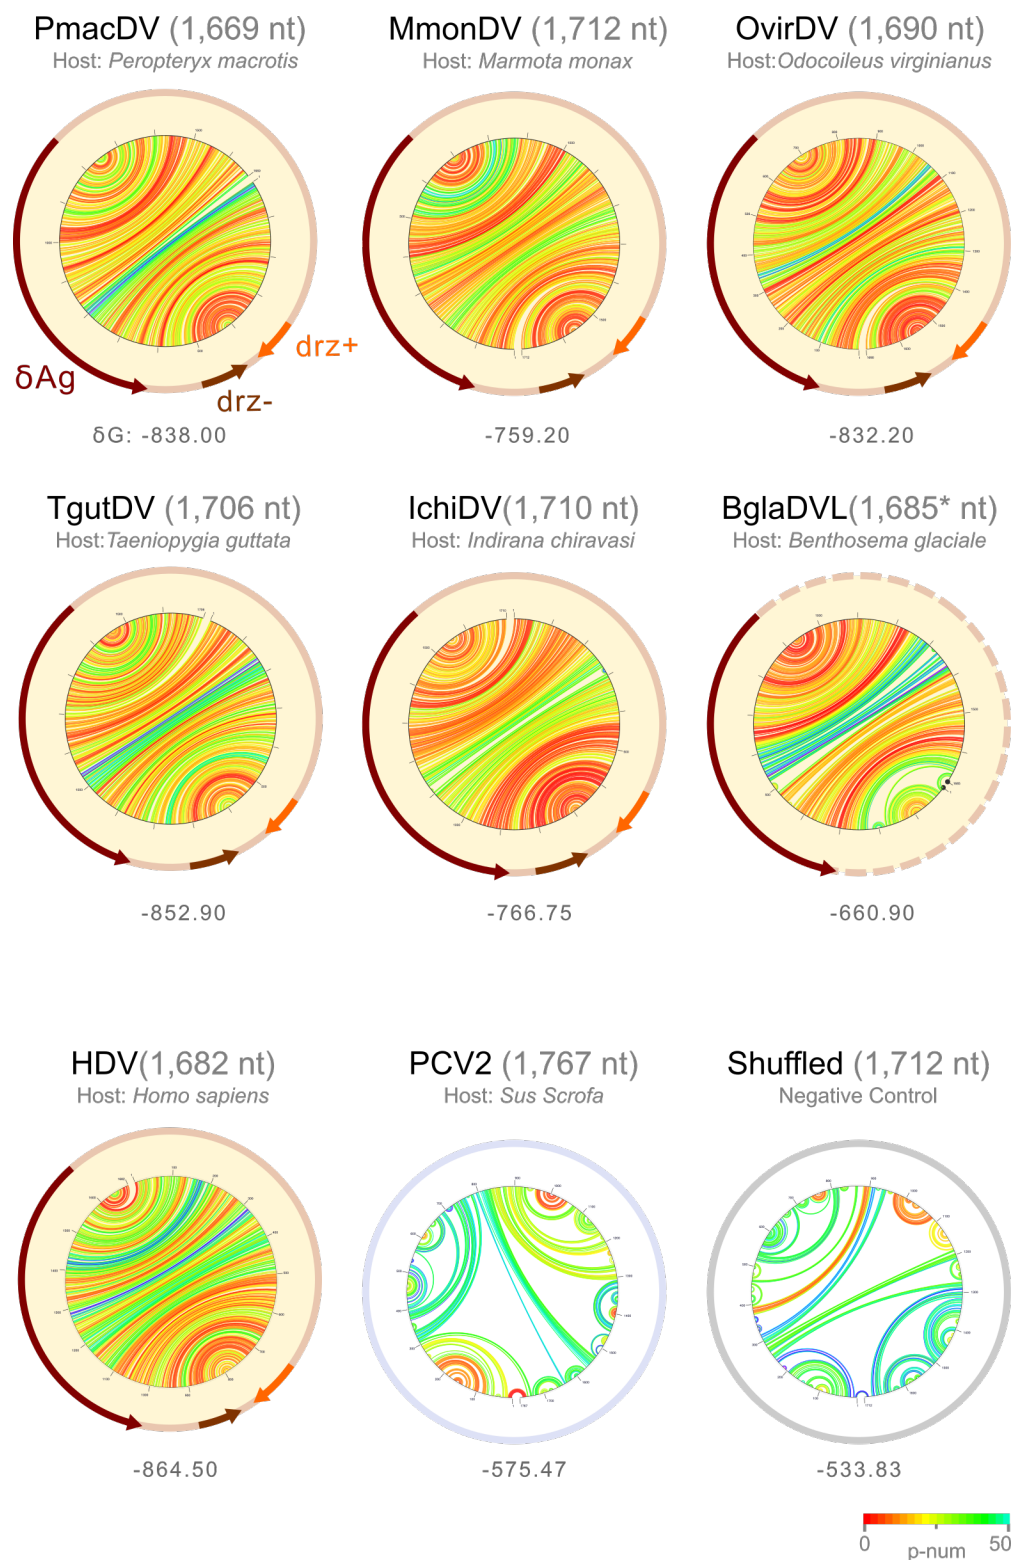 PmacDV (1,669 nt)
Host: Peropteryx macrotis
MmonDV (1,712 nt)
Host: Marmota monax
OvirDV (1,690 nt)
Host:Odocoileus virginianus
δAg
drz+
drz-
δG: -838.00
-759.20
-832.20
TgutDV (1,706 nt)
Host:Taeniopygia guttata
IchiDV(1,710 nt)
Host: Indirana chiravasi
BglaDVL(1,685* nt)
Host: Benthosema glaciale
-852.90
-766.75
-660.90
HDV(1,682 nt)
Host: Homo sapiens
PCV2 (1,767 nt)
Host: Sus Scrofa
Shuffled (1,712 nt)
Negative Control
-864.50
-575.47
-533.83
0
p-num
50